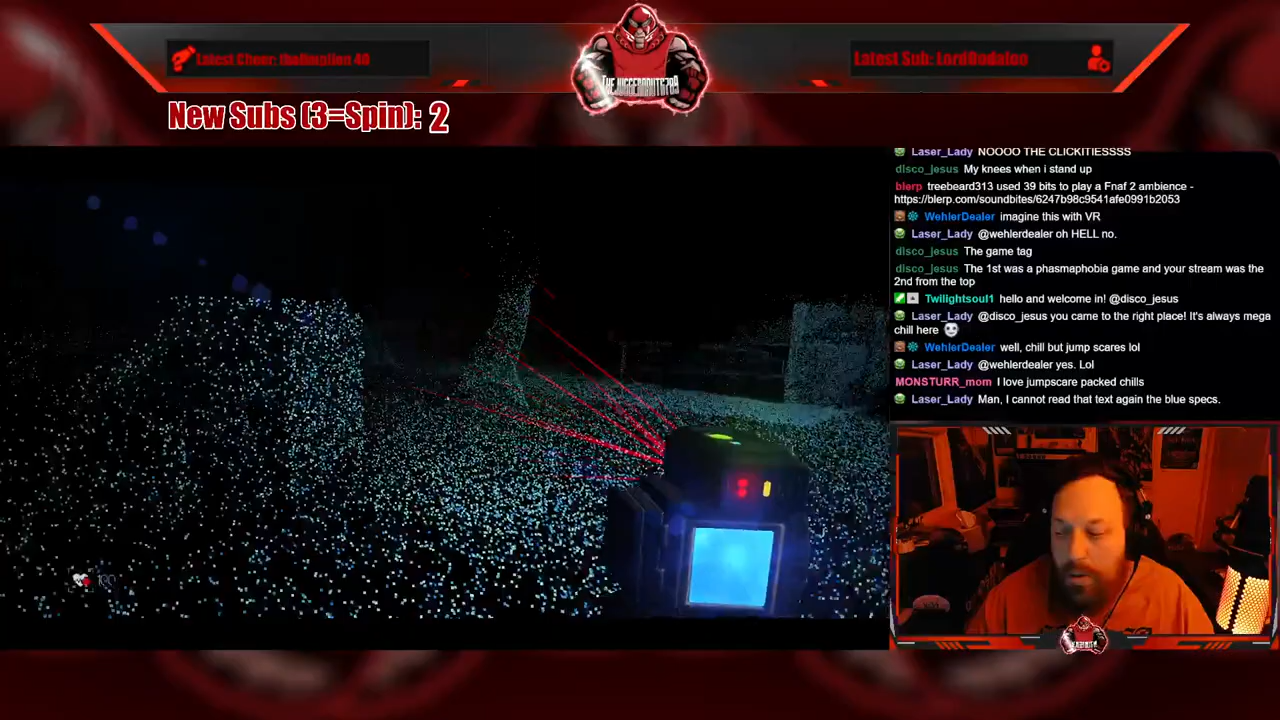 Latest Cheer: 40
Latest Sub: LordDodaloo
New Subs (3=Spin): 2
Laser_Lady NOOOO THE CLICKITIESSSS
disco_jesus My knees when i stand up
blerp treebeard313 used 39 bits to play a Fnaf 2 ambience -
https://blerp.com/soundbites/6247b98c9541afe0991b2053
WehlerDealer imagine this with VR
Laser_Lady @wehlerdealer oh HELL no.
disco_jesus The game tag
disco_jesus The 1st was a phasmaphobia game and your stream was the
2nd from the top
Twilightsoul1 hello and welcome in! @disco_jesus
Laser_Lady @disco_jesus you came to the right place! It's always mega
chill here
WehlerDealer well, chill but jump scares lol
Laser_Lady @wehlerdealer yes. Lol
MONSTURR_mom I love jumpscare packed chills
Laser_Lady Man, I cannot read that text again the blue specs.